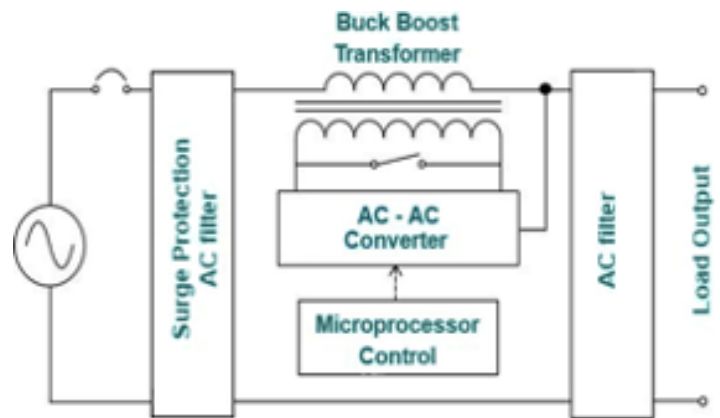 Buck Boost
Transformer
Surge Protection
AC filter
AC - AC
Converter
Microprocessor
Control
AC filter
Load Output